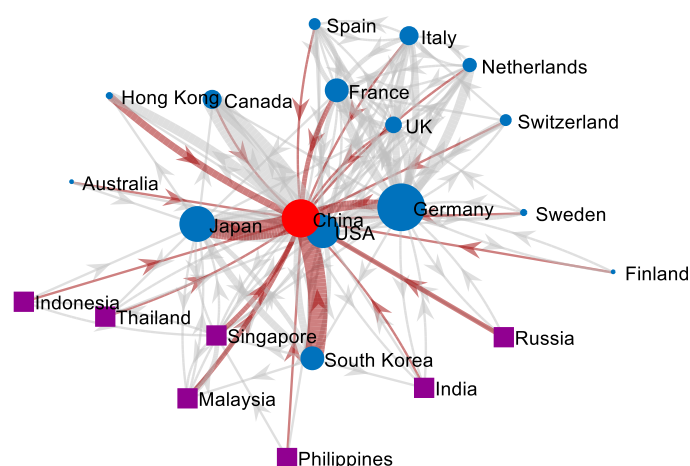 Spain
Italy
Netherlands
Hong Kong
Canada
France
UK
Switzerland
Australia
Japan
China
USA
Germany
Sweden
Finland
Indonesia
Thailand
Singapore
South Korea
Russia
Malaysia
India
Philippines